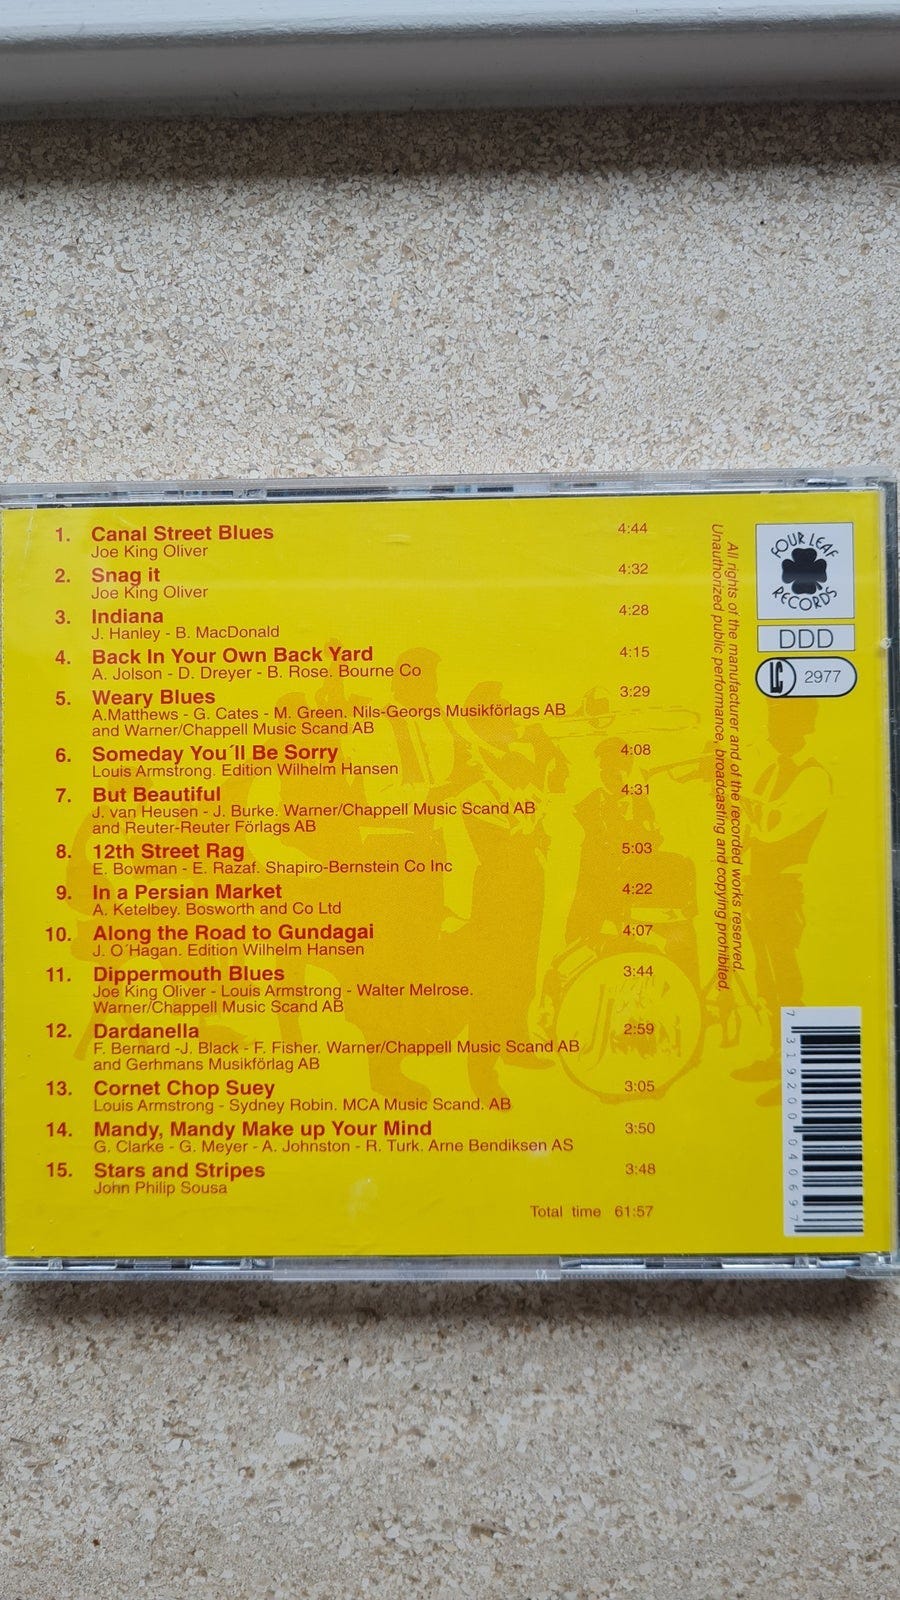 1. Canal Street Blues 4:44
Joe King Oliver
2. Snag it 4:32
Joe King Oliver
3. Indiana 4:28
J. Hanley - B. MacDonald
4. Back In Your Own Back Yard 4:15
A. Jolson - D. Dreyer - B. Rose. Bourne Co
5. Weary Blues 3:29
A.Matthews - G. Cates - M. Green. Nils-Georgs Musikförlags AB
and Warner/Chappell Music Scand AB
6. Someday You´ll Be Sorry 4:08
Louis Armstrong. Edition Wilhelm Hansen
7. But Beautiful 4:31
J. van Heusen - J. Burke. Warner/Chappell Music Scand AB
and Reuter-Reuter Förlags AB
8. 12th Street Rag 5:03
E. Bowman - E. Razaf. Shapiro-Bernstein Co Inc
9. In a Persian Market 4:22
A. Ketelbey. Bosworth and Co Ltd
10. Along the Road to Gundagai 4:07
J. O´Hagan. Edition Wilhelm Hansen
11. Dippermouth Blues 3:44
Joe King Oliver - Louis Armstrong - Walter Melrose.
Warner/Chappell Music Scand AB
12. Dardanella 2:59
F. Bernard -J. Black - F. Fisher. Warner/Chappell Music Scand AB
and Gerhmans Musikförlag AB
13. Cornet Chop Suey 3:05
Louis Armstrong - Sydney Robin. MCA Music Scand. AB
14. Mandy, Mandy Make up Your Mind 3:50
G. Clarke - G. Meyer - A. Johnston - R. Turk. Arne Bendiksen AS
15. Stars and Stripes 3:48
John Philip Sousa
Total time 61:57
All rights of the manufacturer and of the recorded works reserved.
Unauthorized public performance, broadcasting and copying prohibited.
FOUR LEAF
RECORDS
DDD
LC 2977
7 319200 040697